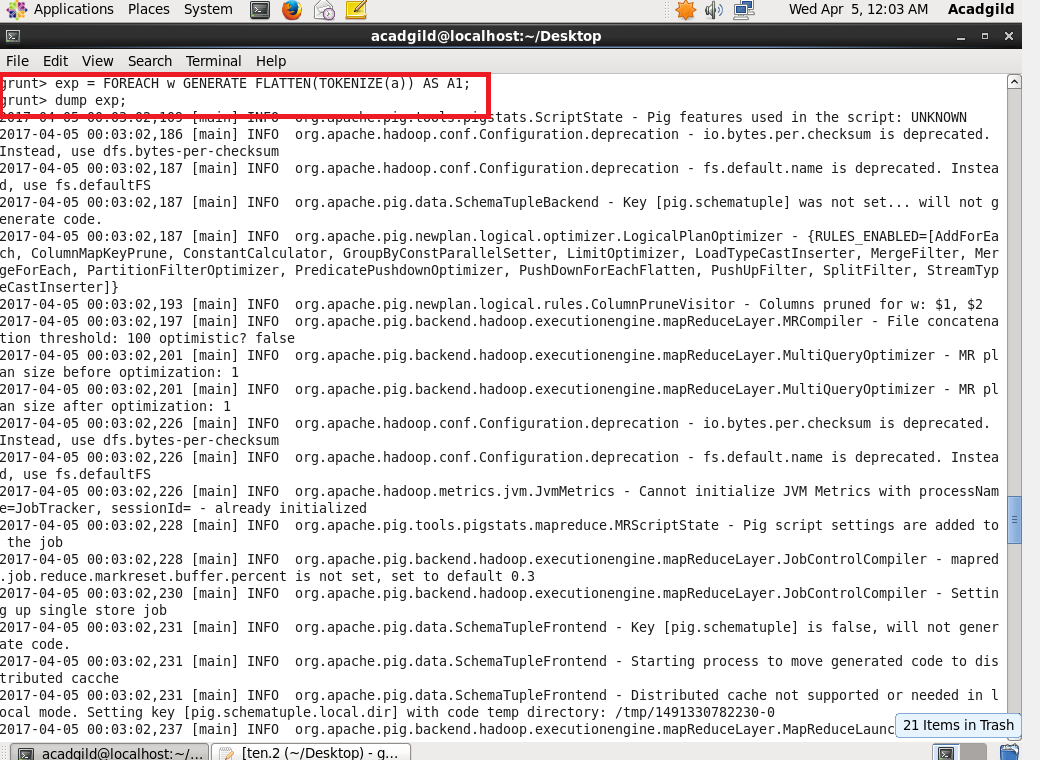 Applications Places System Wed Apr 5, 12:03 AM Acadgild
acadgild@localhost:~/Desktop
File Edit View Search Terminal Help
grunt> exp = FOREACH w GENERATE FLATTEN(TOKENIZE(a)) AS A1;
grunt> dump exp;
2017-04-05 00:03:02,109 [main] INFO  org.apache.pig.tools.pigstats.ScriptState - Pig features used in the script: UNKNOWN
2017-04-05 00:03:02,186 [main] INFO  org.apache.hadoop.conf.Configuration.deprecation - io.bytes.per.checksum is deprecated.
Instead, use dfs.bytes-per-checksum
2017-04-05 00:03:02,187 [main] INFO  org.apache.hadoop.conf.Configuration.deprecation - fs.default.name is deprecated. Instea
d, use fs.defaultFS
2017-04-05 00:03:02,187 [main] INFO  org.apache.pig.data.SchemaTupleBackend - Key [pig.schematuple] was not set... will not g
enerate code.
2017-04-05 00:03:02,187 [main] INFO  org.apache.pig.newplan.logical.optimizer.LogicalPlanOptimizer - {RULES_ENABLED=[AddForEa
ch, ColumnMapKeyPrune, ConstantCalculator, GroupByConstParallelSetter, LimitOptimizer, LoadTypeCastInserter, MergeFilter, Mer
geForEach, PartitionFilterOptimizer, PredicatePushdownOptimizer, PushDownForEachFlatten, PushUpFilter, SplitFilter, StreamTyp
eCastInserter]}
2017-04-05 00:03:02,193 [main] INFO  org.apache.pig.newplan.logical.rules.ColumnPruneVisitor - Columns pruned for w: $1, $2
2017-04-05 00:03:02,197 [main] INFO  org.apache.pig.backend.hadoop.executionengine.mapReduceLayer.MRCompiler - File concatena
tion threshold: 100 optimistic? false
2017-04-05 00:03:02,201 [main] INFO  org.apache.pig.backend.hadoop.executionengine.mapReduceLayer.MultiQueryOptimizer - MR pl
an size before optimization: 1
2017-04-05 00:03:02,201 [main] INFO  org.apache.pig.backend.hadoop.executionengine.mapReduceLayer.MultiQueryOptimizer - MR pl
an size after optimization: 1
2017-04-05 00:03:02,226 [main] INFO  org.apache.hadoop.conf.Configuration.deprecation - io.bytes.per.checksum is deprecated.
Instead, use dfs.bytes-per-checksum
2017-04-05 00:03:02,226 [main] INFO  org.apache.hadoop.conf.Configuration.deprecation - fs.default.name is deprecated. Instea
d, use fs.defaultFS
2017-04-05 00:03:02,226 [main] INFO  org.apache.hadoop.metrics.jvm.JvmMetrics - Cannot initialize JVM Metrics with processNam
e=JobTracker, sessionId= - already initialized
2017-04-05 00:03:02,228 [main] INFO  org.apache.pig.tools.pigstats.mapreduce.MRScriptState - Pig script settings are added to
 the job
2017-04-05 00:03:02,228 [main] INFO  org.apache.pig.backend.hadoop.executionengine.mapReduceLayer.JobControlCompiler - mapred
.job.reduce.markreset.buffer.percent is not set, set to default 0.3
2017-04-05 00:03:02,230 [main] INFO  org.apache.pig.backend.hadoop.executionengine.mapReduceLayer.JobControlCompiler - Settin
g up single store job
2017-04-05 00:03:02,231 [main] INFO  org.apache.pig.data.SchemaTupleFrontend - Key [pig.schematuple] is false, will not gener
ate code.
2017-04-05 00:03:02,231 [main] INFO  org.apache.pig.data.SchemaTupleFrontend - Starting process to move generated code to dis
tributed cacche
2017-04-05 00:03:02,231 [main] INFO  org.apache.pig.data.SchemaTupleFrontend - Distributed cache not supported or needed in l
ocal mode. Setting key [pig.schematuple.local.dir] with code temp directory: /tmp/1491330782230-0
2017-04-05 00:03:02,237 [main] INFO  org.apache.pig.backend.hadoop.executionengine.mapReduceLayer.MapReduceLaunc
21 Items in Trash
acadgild@localhost:~/... [ten.2 (~/Desktop) - g...